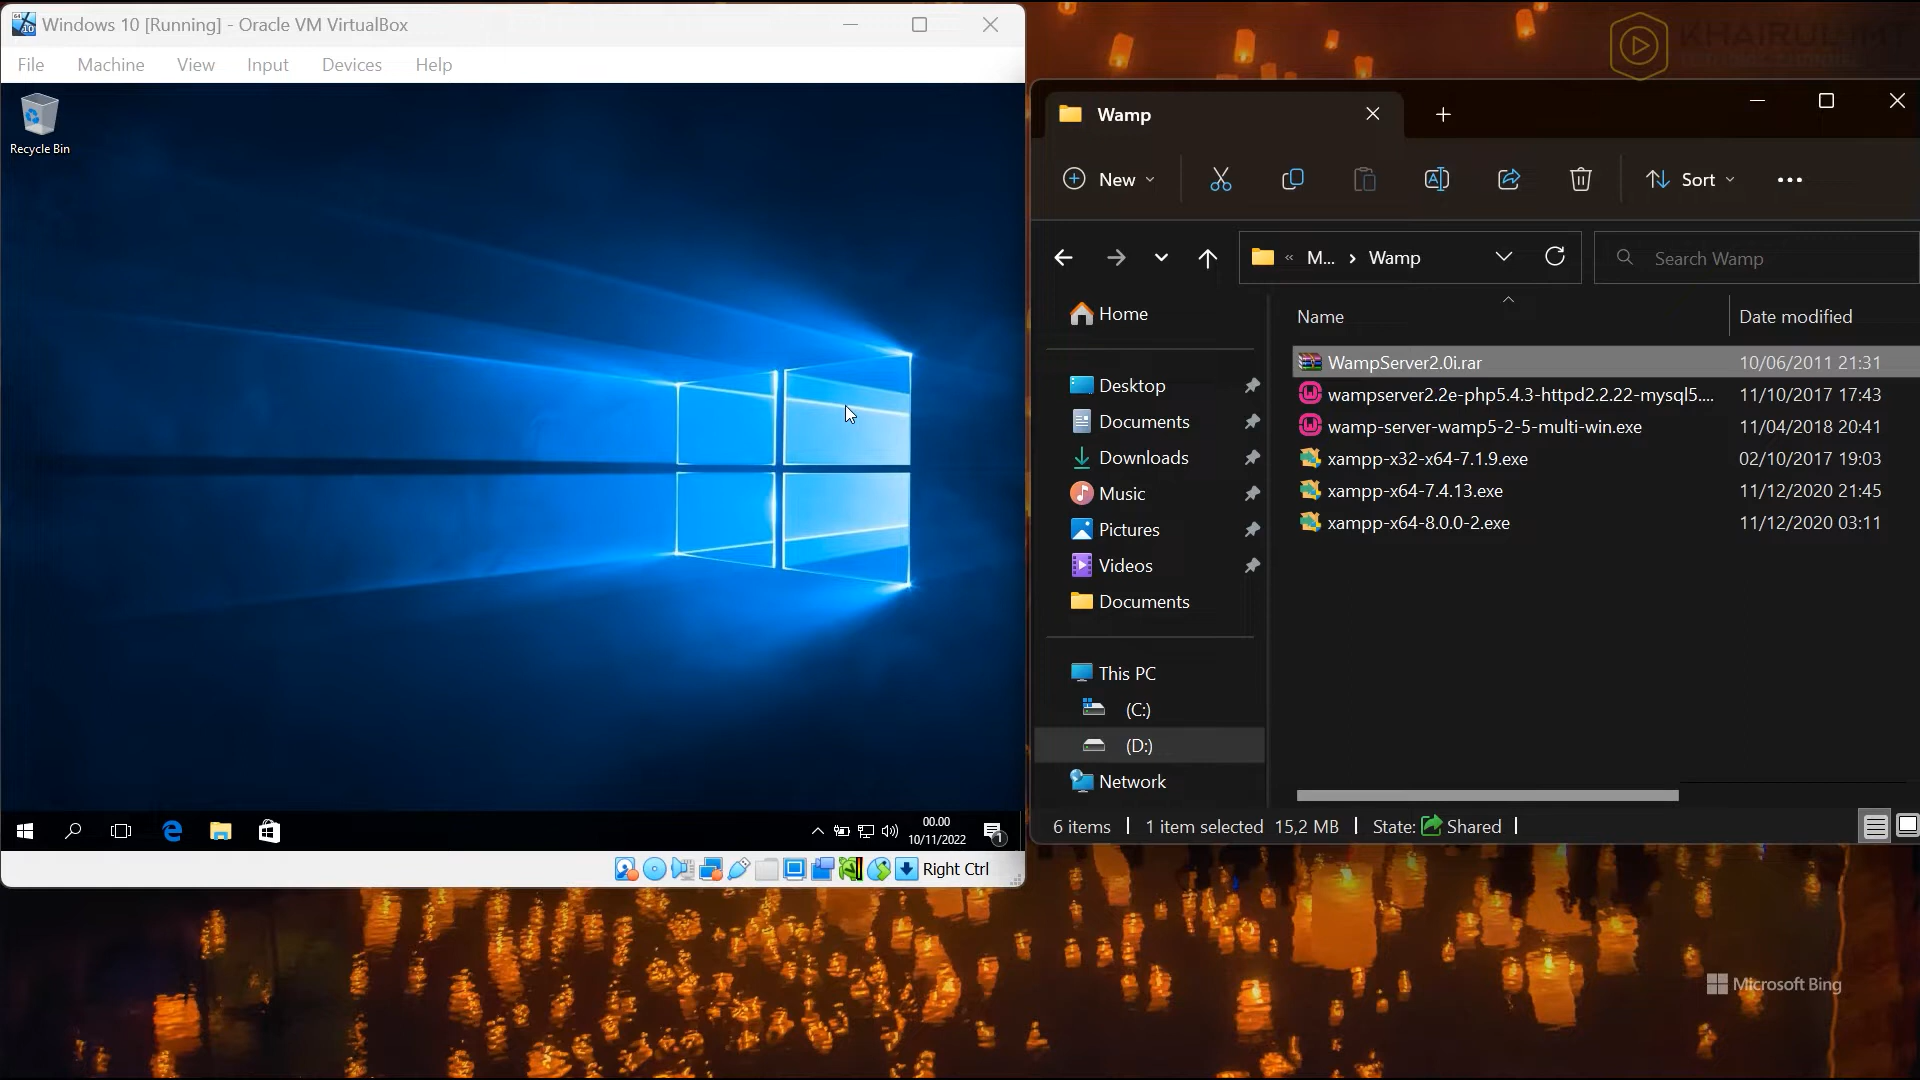 Windows 10 [Running] - Oracle VM VirtualBox
File Machine View Input Devices Help
Recycle Bin
00.00
10/11/2022
1
Right Ctrl
KHAIRUL IMT
Wamp
New
Sort
« M... > Wamp
Search Wamp
Home
Desktop
Documents
Downloads
Music
Pictures
Videos
Documents
This PC
(C:)
(D:)
Network
Name Date modified
WampServer2.0i.rar 10/06/2011 21:31
wampserver2.2e-php5.4.3-httpd2.2.22-mysql5.... 11/10/2017 17:43
wamp-server-wamp5-2-5-multi-win.exe 11/04/2018 20:41
xampp-x32-x64-7.1.9.exe 02/10/2017 19:03
xampp-x64-7.4.13.exe 11/12/2020 21:45
xampp-x64-8.0.0-2.exe 11/12/2020 03:11
6 items 1 item selected 15,2 MB State: Shared
Microsoft Bing